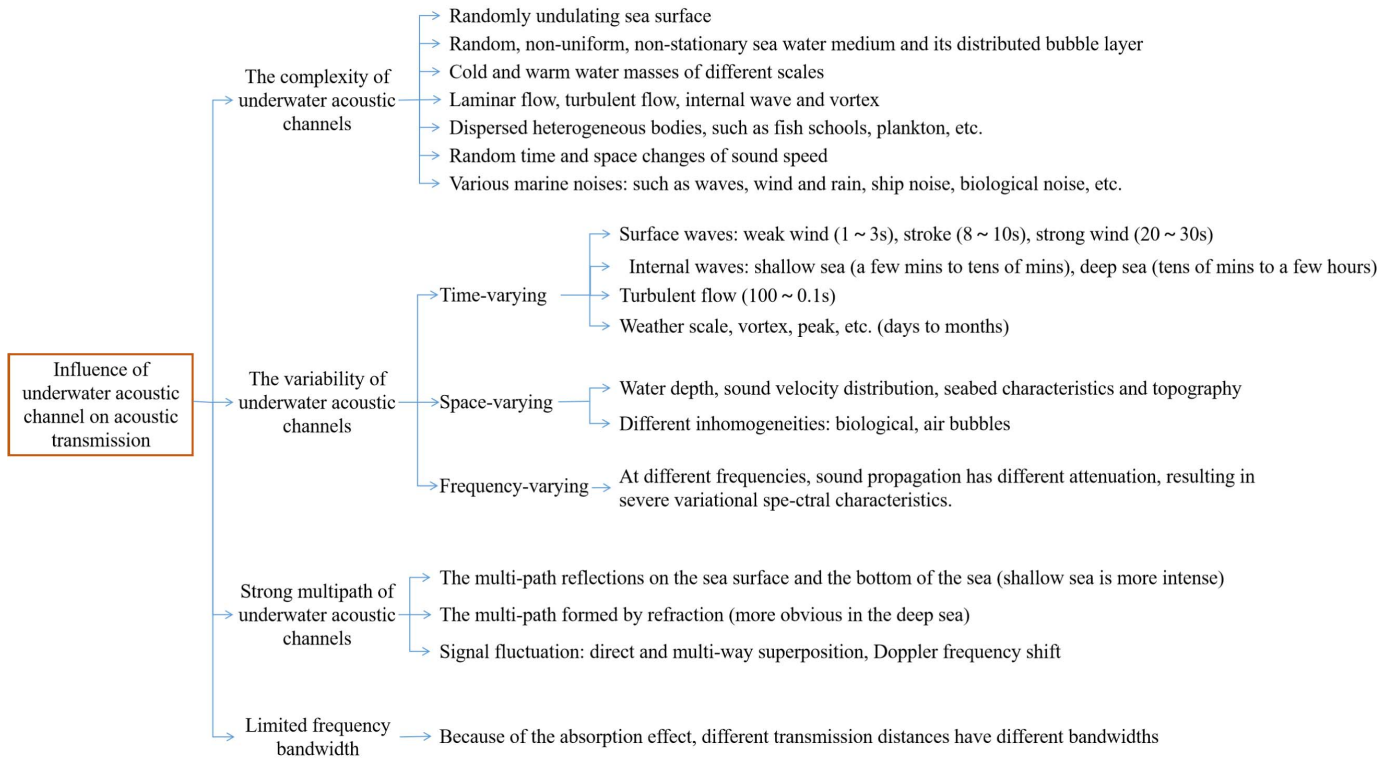 Influence of
underwater acoustic
channel on acoustic
transmission
The complexity of
underwater acoustic
channels
Randomly undulating sea surface
Random, non-uniform, non-stationary sea water medium and its distributed bubble layer
Cold and warm water masses of different scales
Laminar flow, turbulent flow, internal wave and vortex
Dispersed heterogeneous bodies, such as fish schools, plankton, etc.
Random time and space changes of sound speed
Various marine noises: such as waves, wind and rain, ship noise, biological noise, etc.
The variability of
underwater acoustic
channels
Time-varying
Surface waves: weak wind (1 ~ 3s), stroke (8 ~ 10s), strong wind (20 ~ 30s)
Internal waves: shallow sea (a few mins to tens of mins), deep sea (tens of mins to a few hours)
Turbulent flow (100 ~ 0.1s)
Weather scale, vortex, peak, etc. (days to months)
Space-varying
Water depth, sound velocity distribution, seabed characteristics and topography
Different inhomogeneities: biological, air bubbles
Frequency-varying
At different frequencies, sound propagation has different attenuation, resulting in
severe variational spe-ctral characteristics.
Strong multipath of
underwater acoustic
channels
The multi-path reflections on the sea surface and the bottom of the sea (shallow sea is more intense)
The multi-path formed by refraction (more obvious in the deep sea)
Signal fluctuation: direct and multi-way superposition, Doppler frequency shift
Limited frequency
bandwidth
Because of the absorption effect, different transmission distances have different bandwidths